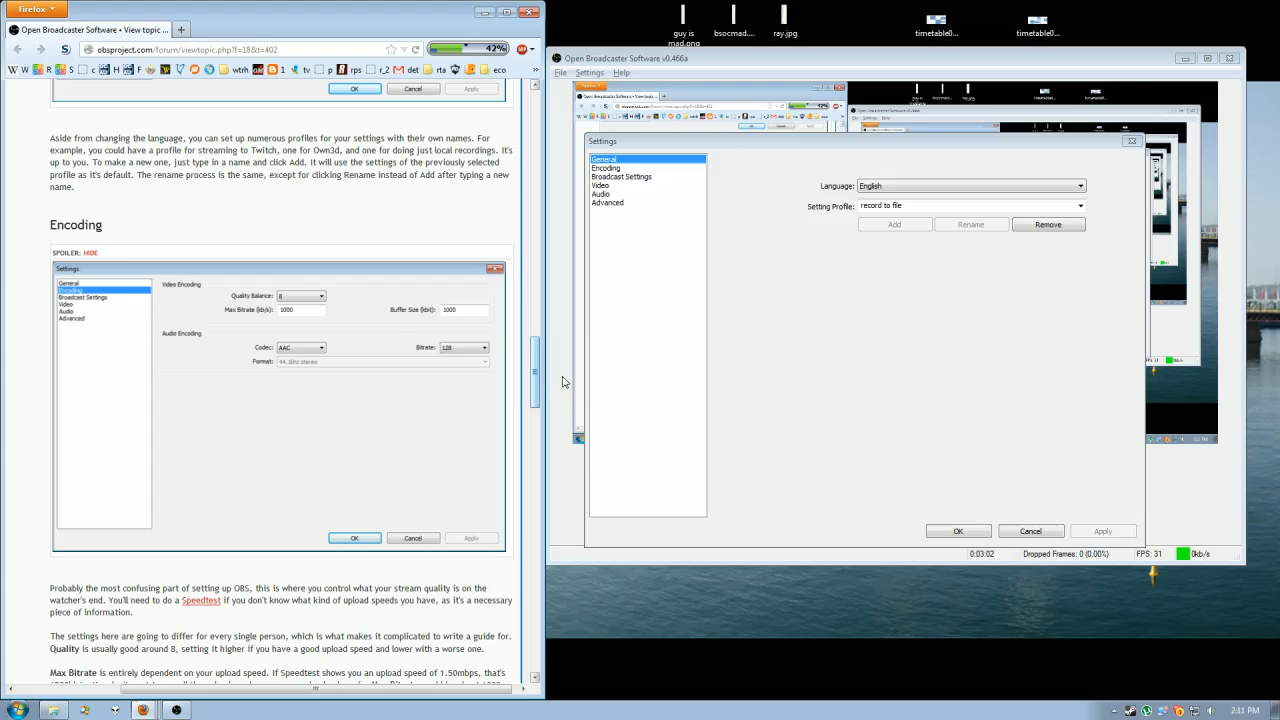 Firefox
Open Broadcaster Software • View topic ...
obsproject.com/forum/viewtopic.php?f=18&t=402
42%
wtrh
1
tv
p
rps
r_2
M det
rta
eco
»
OK
Cancel
Apply
Aside from changing the language, you can set up numerous profiles for your settings with their own names. For
example, you could have a profile for streaming to Twitch, one for Own3d, and one for doing just local recordings. It's
up to you. To make a new one, just type in a name and click Add. It will use the settings of the previously selected
profile as it's default. The rename process is the same, except for clicking Rename instead of Add after typing a new
name.
Encoding
SPOILER: HIDE
Settings
General
Encoding
Broadcast Settings
Video
Audio
Advanced
Video Encoding
Quality Balance: 8
Max Bitrate (kb/s): 1000
Buffer Size (kbit): 1000
Audio Encoding
Codec: AAC
Bitrate: 128
Format: 44.1khz stereo
OK
Cancel
Apply
Probably the most confusing part of setting up OBS, this is where you control what your stream quality is on the
watcher's end. You'll need to do a Speedtest if you don't know what kind of upload speeds you have, as it's a necessary
piece of information.
The settings here are going to differ for every single person, which is what makes it complicated to write a guide for.
Quality is usually good around 8, setting it higher if you have a good upload speed and lower with a worse one.
Max Bitrate is entirely dependent on your upload speed. If Speedtest shows you an upload speed of 1.50mbps, that's
guy is
mad.png
bsocmad....
ray.jpg
timetable0...
timetable0...
Open Broadcaster Software v0.466a
File Settings Help
Settings
General
Encoding
Broadcast Settings
Video
Audio
Advanced
Language: English
Setting Profile: record to file
Add
Rename
Remove
OK
Cancel
Apply
0:03:02
Dropped Frames: 0 (0.00%)
FPS: 31
0kb/s
2:11 PM